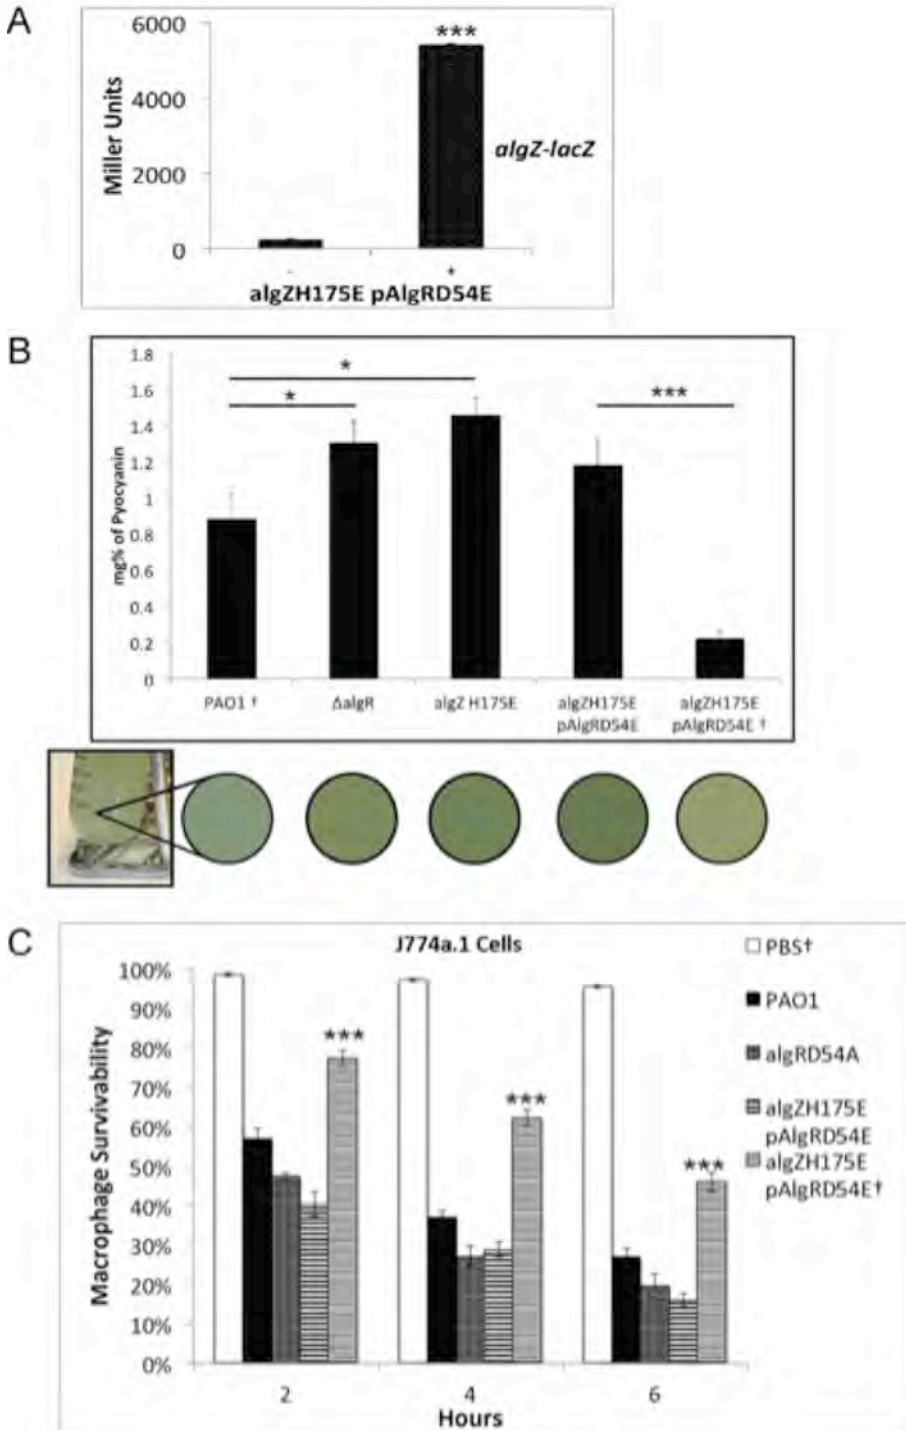 A
6000
***
4000
Miller Units
algZ-lacZ
2000
0
- +
algZH175E pAlgRD54E
B
1.8
*
1.6
*
***
1.4
1.2
1
0.8
0.6
0.4
0.2
0
mg% of Pyocyanin
PAO1 † ΔalgR algZ H175E algZH175E algZH175E
pAlgRD54E pAlgRD54E †
C
J774a.1 Cells
PBS†
PAO1
algRD54A
algZH175E
pAlgRD54E
algZH175E
pAlgRD54E†
100%
90%
80%
70%
60%
50%
40%
30%
20%
10%
0%
Macrophage Survivability
***
***
***
2 4 6
Hours